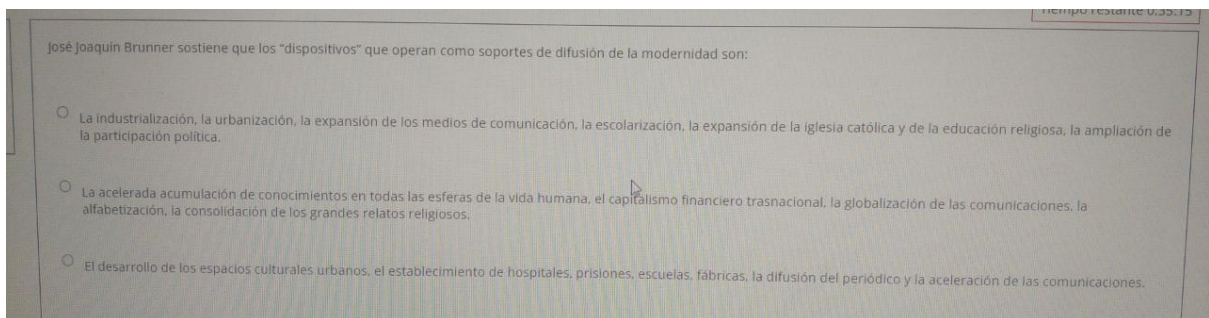 Tiempo restante 0:35:15
José Joaquín Brunner sostiene que los "dispositivos" que operan como soportes de difusión de la modernidad son:
La industrialización, la urbanización, la expansión de los medios de comunicación, la escolarización, la expansión de la iglesia católica y de la educación religiosa, la ampliación de
la participación política.
La acelerada acumulación de conocimientos en todas las esferas de la vida humana, el capitalismo financiero trasnacional, la globalización de las comunicaciones, la
alfabetización, la consolidación de los grandes relatos religiosos.
El desarrollo de los espacios culturales urbanos, el establecimiento de hospitales, prisiones, escuelas, fábricas, la difusión del periódico y la aceleración de las comunicaciones.